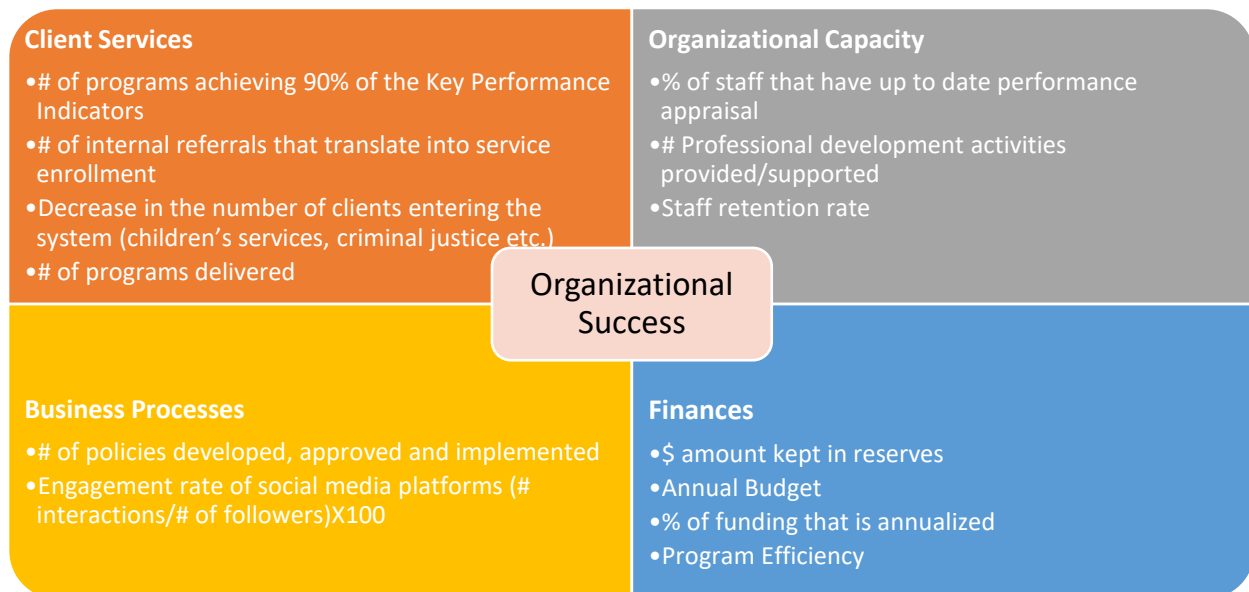 Client Services
•# of programs achieving 90% of the Key Performance
Indicators
•# of internal referrals that translate into service
enrollment
•Decrease in the number of clients entering the
system (children’s services, criminal justice etc.)
•# of programs delivered
Organizational Capacity
•% of staff that have up to date performance
appraisal
•# Professional development activities
provided/supported
•Staff retention rate
Organizational
Success
Business Processes
•# of policies developed, approved and implemented
•Engagement rate of social media platforms (#
interactions/# of followers)X100
Finances
•$ amount kept in reserves
•Annual Budget
•% of funding that is annualized
•Program Efficiency